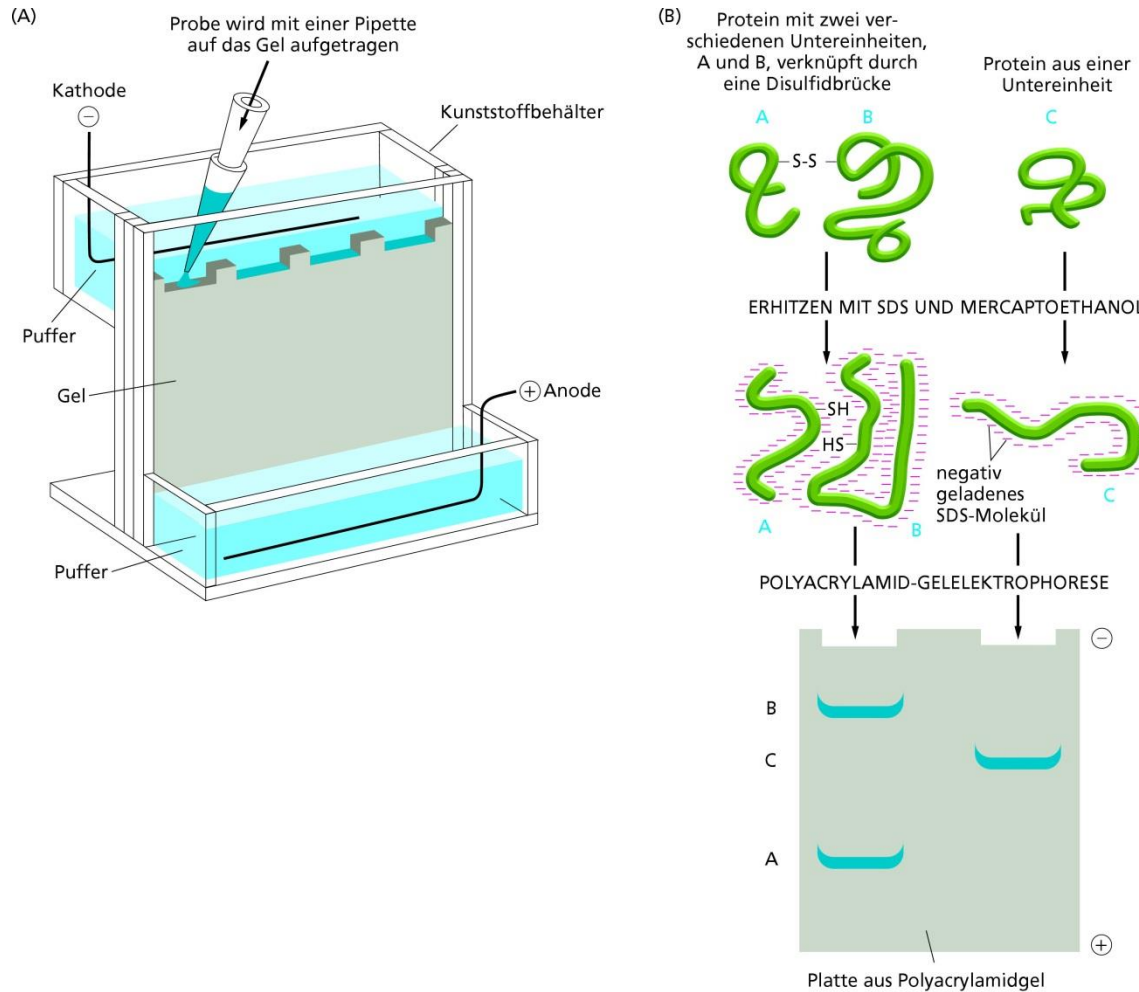 (A)
Probe wird mit einer Pipette
auf das Gel aufgetragen
Kathode
−
Kunststoffbehälter
Puffer
Gel
+ Anode
Puffer
(B)
Protein mit zwei ver-
schiedenen Untereinheiten,
A und B, verknüpft durch
eine Disulfidbrücke
Protein aus einer
Untereinheit
A
B
C
S-S
ERHITZEN MIT SDS UND MERCAPTOETHANOL
SH
HS
negativ
geladenes
SDS-Molekül
A
B
C
POLYACRYLAMID-GELELEKTROPHORESE
−
B
C
A
+
Platte aus Polyacrylamidgel